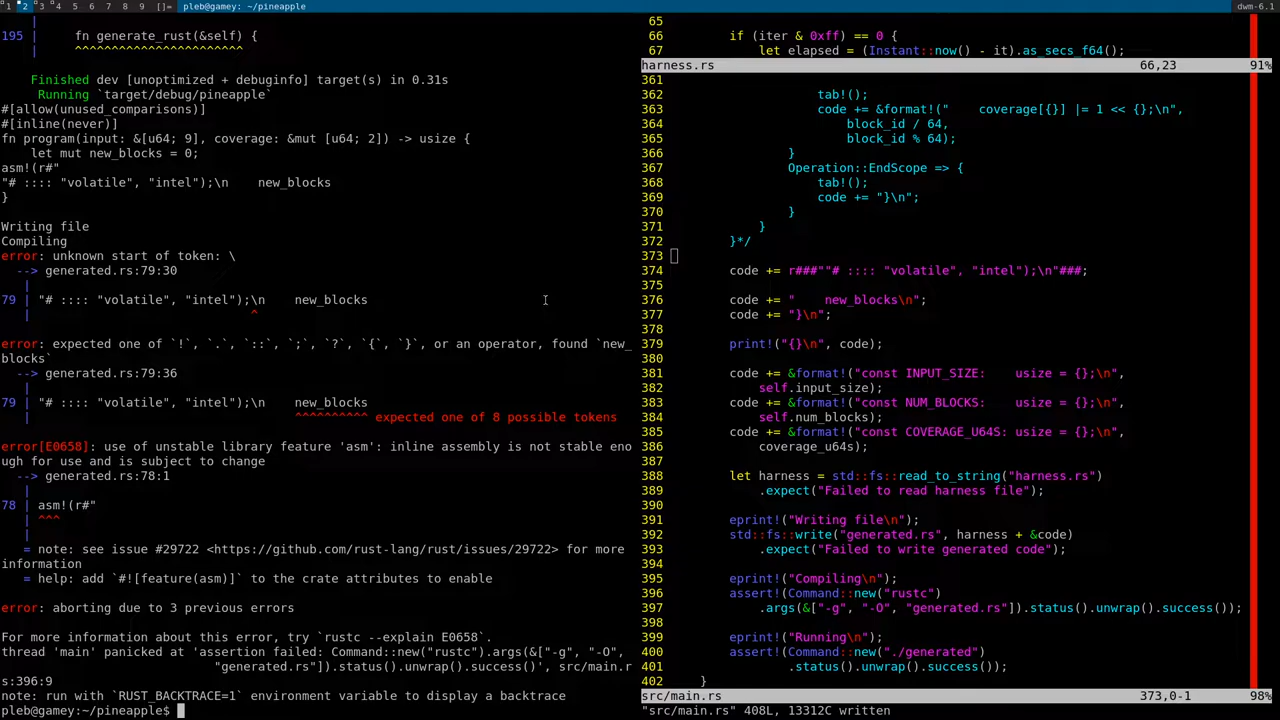 1 2 3 4 5 6 7 8 9 []= pleb@gamey: ~/pineapple dwm-6.1
|
195 |     fn generate_rust(&self) {
|     ^^^^^^^^^^^^^^^^^^^^^^^

Finished dev [unoptimized + debuginfo] target(s) in 0.31s
Running `target/debug/pineapple`
#[allow(unused_comparisons)]
#[inline(never)]
fn program(input: &[u64; 9], coverage: &mut [u64; 2]) -> usize {
    let mut new_blocks = 0;
asm!(r#"
"# :::: "volatile", "intel");\n    new_blocks
}

Writing file
Compiling
error: unknown start of token: \
--> generated.rs:79:30
|
79 | "# :::: "volatile", "intel");\n    new_blocks
|                              ^

error: expected one of `!`, `.`, `::`, `;`, `?`, `{`, `}`, or an operator, found `new_
blocks`
--> generated.rs:79:36
|
79 | "# :::: "volatile", "intel");\n    new_blocks
|                                    ^^^^^^^^^^ expected one of 8 possible tokens

error[E0658]: use of unstable library feature 'asm': inline assembly is not stable eno
ugh for use and is subject to change
--> generated.rs:78:1
|
78 | asm!(r#"
| ^^^
|
= note: see issue #29722 <https://github.com/rust-lang/rust/issues/29722> for more
information
= help: add `#![feature(asm)]` to the crate attributes to enable

error: aborting due to 3 previous errors

For more information about this error, try `rustc --explain E0658`.
thread 'main' panicked at 'assertion failed: Command::new("rustc").args(&["-g", "-O",
"generated.rs"]).status().unwrap().success()', src/main.r
s:396:9
note: run with `RUST_BACKTRACE=1` environment variable to display a backtrace
pleb@gamey:~/pineapple$
65
66         if (iter & 0xff) == 0 {
67             let elapsed = (Instant::now() - it).as_secs_f64();
harness.rs 66,23 91%
361
362                     tab!();
363                     code += &format!("    coverage[{}] |= 1 << {};\n",
364                         block_id / 64,
365                         block_id % 64);
366                 }
367                 Operation::EndScope => {
368                     tab!();
369                     code += "}\n";
370                 }
371             }
372         }*/
373
374         code += r###""# :::: "volatile", "intel");\n"###;
375
376         code += "    new_blocks\n";
377         code += "}\n";
378
379         print!("{}\n", code);
380
381         code += &format!("const INPUT_SIZE:    usize = {};\n",
382             self.input_size);
383         code += &format!("const NUM_BLOCKS:    usize = {};\n",
384             self.num_blocks);
385         code += &format!("const COVERAGE_U64S: usize = {};\n",
386             coverage_u64s);
387
388         let harness = std::fs::read_to_string("harness.rs")
389             .expect("Failed to read harness file");
390
391         eprint!("Writing file\n");
392         std::fs::write("generated.rs", harness + &code)
393             .expect("Failed to write generated code");
394
395         eprint!("Compiling\n");
396         assert!(Command::new("rustc")
397             .args(&["-g", "-O", "generated.rs"]).status().unwrap().success());
398
399         eprint!("Running\n");
400         assert!(Command::new("./generated")
401                 .status().unwrap().success());
402     }
src/main.rs 373,0-1 98%
"src/main.rs" 408L, 13312C written